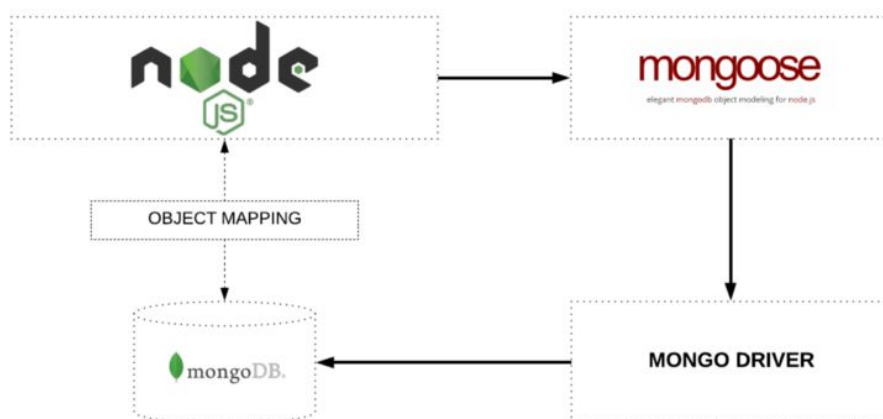 node
JS®
mongoose
elegant mongodb object modeling for node.js
OBJECT MAPPING
mongoDB.
MONGO DRIVER